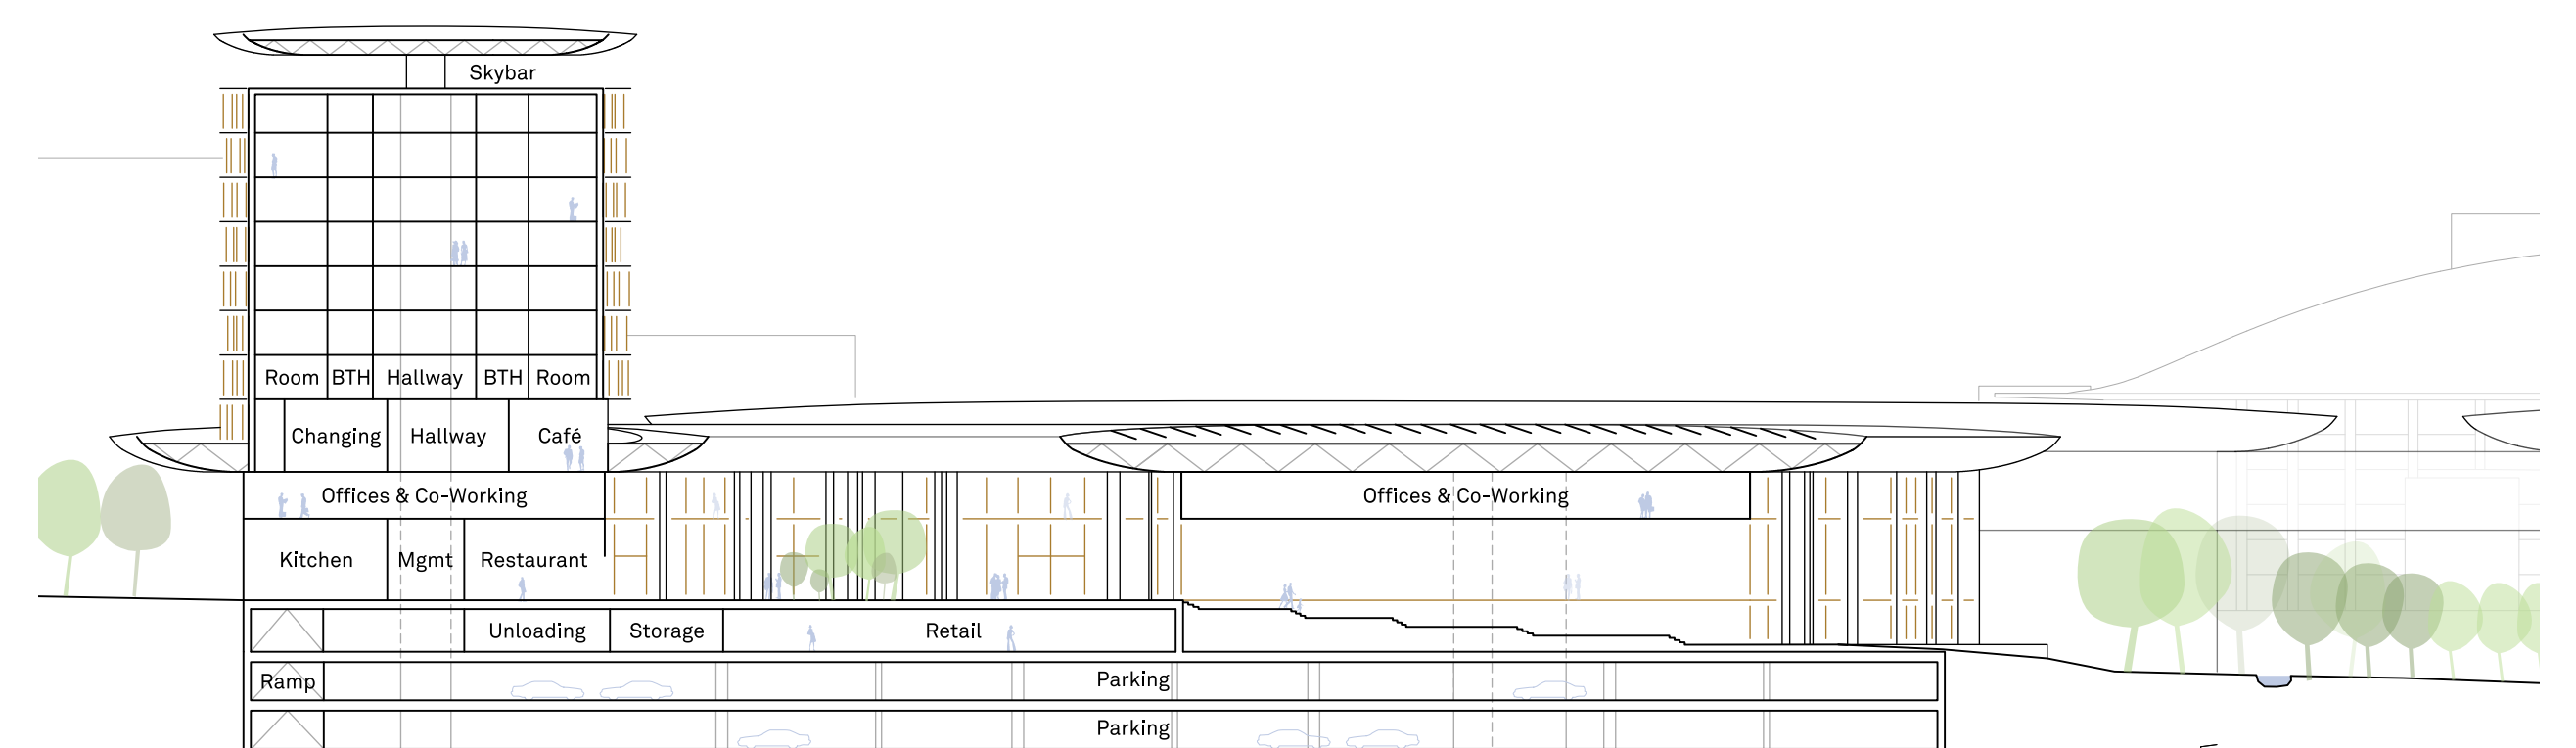 Skybar
Room BTH Hallway BTH Room
Changing Hallway Café
Offices & Co-Working Offices & Co-Working
Kitchen Mgmt Restaurant
Unloading Storage Retail
Ramp Parking
Parking